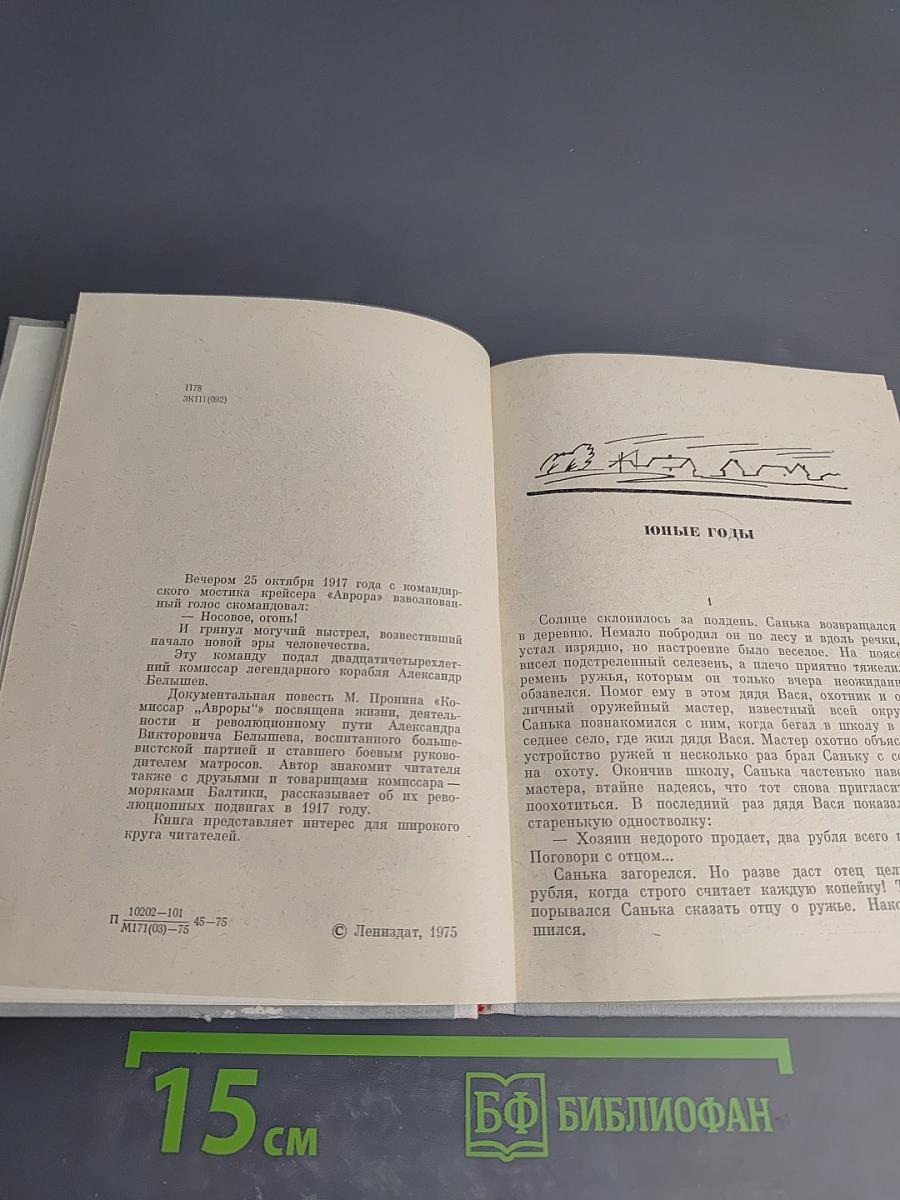 П78
3КП1(092)
Вечером 25 октября 1917 года с командир-
ского мостика крейсера «Аврора» взволнован-
ный голос скомандовал:
— Носовое, огонь!
И грянул могучий выстрел, возвестивший
начало новой эры человечества.
Эту команду подал двадцатичетырехлет-
ний комиссар легендарного корабля Александр
Белышев.
Документальная повесть М. Пронина «Ко-
миссар „Авроры“» посвящена жизни, деятель-
ности и революционному пути Александра
Викторовича Белышева, воспитанного больше-
вистской партией и ставшего боевым руково-
дителем матросов. Автор знакомит читателя
также с друзьями и товарищами комиссара —
моряками Балтики, рассказывает об их рево-
люционных подвигах в 1917 году.
Книга представляет интерес для широкого
круга читателей.
П 10202—101 45—75
М171(03)—75
© Лениздат, 1975
ЮНЫЕ ГОДЫ
1
Солнце склонилось за полдень. Санька возвращался
в деревню. Немало побродил он по лесу и вдоль речки,
устал изрядно, но настроение было веселое. На поясе
висел подстреленный селезень, а плечо приятно тяжели
ремень ружья, которым он только вчера неожиданн
обзавелся. Помог ему в этом дядя Вася, охотник и о
личный оружейный мастер, известный всей окру
Санька познакомился с ним, когда бегал в школу в
седнее село, где жил дядя Вася. Мастер охотно объяс
устройство ружей и несколько раз брал Саньку с со
на охоту. Окончив школу, Санька частенько наве
мастера, втайне надеясь, что тот снова пригласит
поохотиться. В последний раз дядя Вася показал
старенькую одностволку:
— Хозяин недорого продает, два рубля всего
Поговори с отцом...
Санька загорелся. Но разве даст отец цел
рубля, когда строго считает каждую копейку! Т
порывался Санька сказать отцу о ружье. Нако
шился.
15 см
БФ БИБЛИОФАН